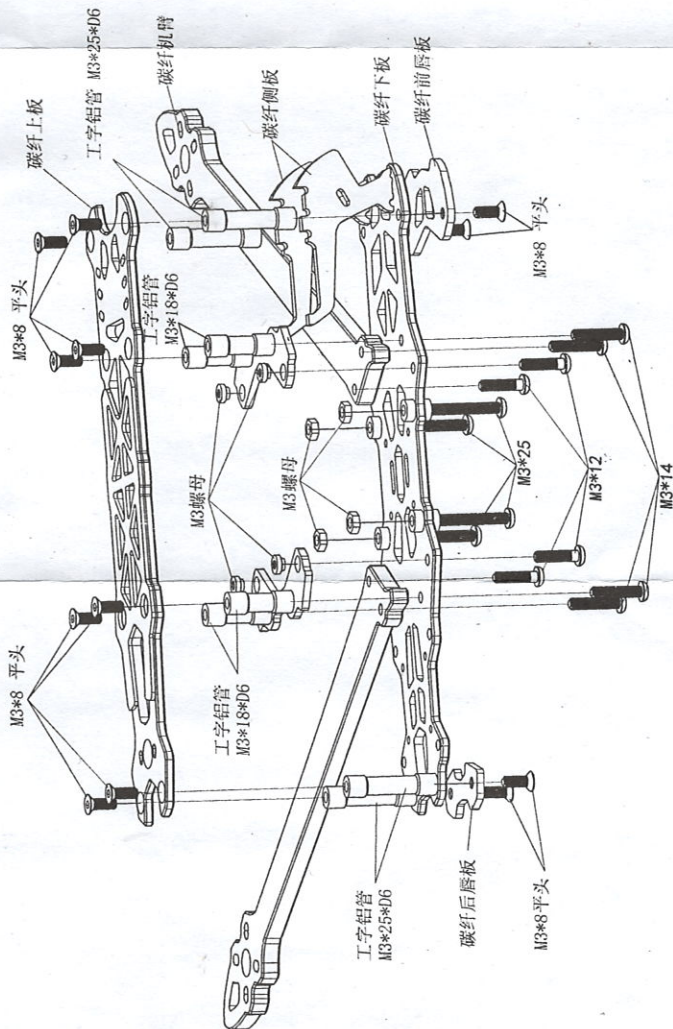 碳纤上板
工字铝管 M3*25*D6
碳纤机臂
碳纤侧板
碳纤下板
碳纤前唇板
M3*8 平头
M3*8 平头
工字铝管
M3*18*D6
M3螺母
M3螺母
M3*25
M3*12
M3*14
M3*8 平头
工字铝管
M3*18*D6
工字铝管
M3*25*D6
碳纤后唇板
M3*8平头